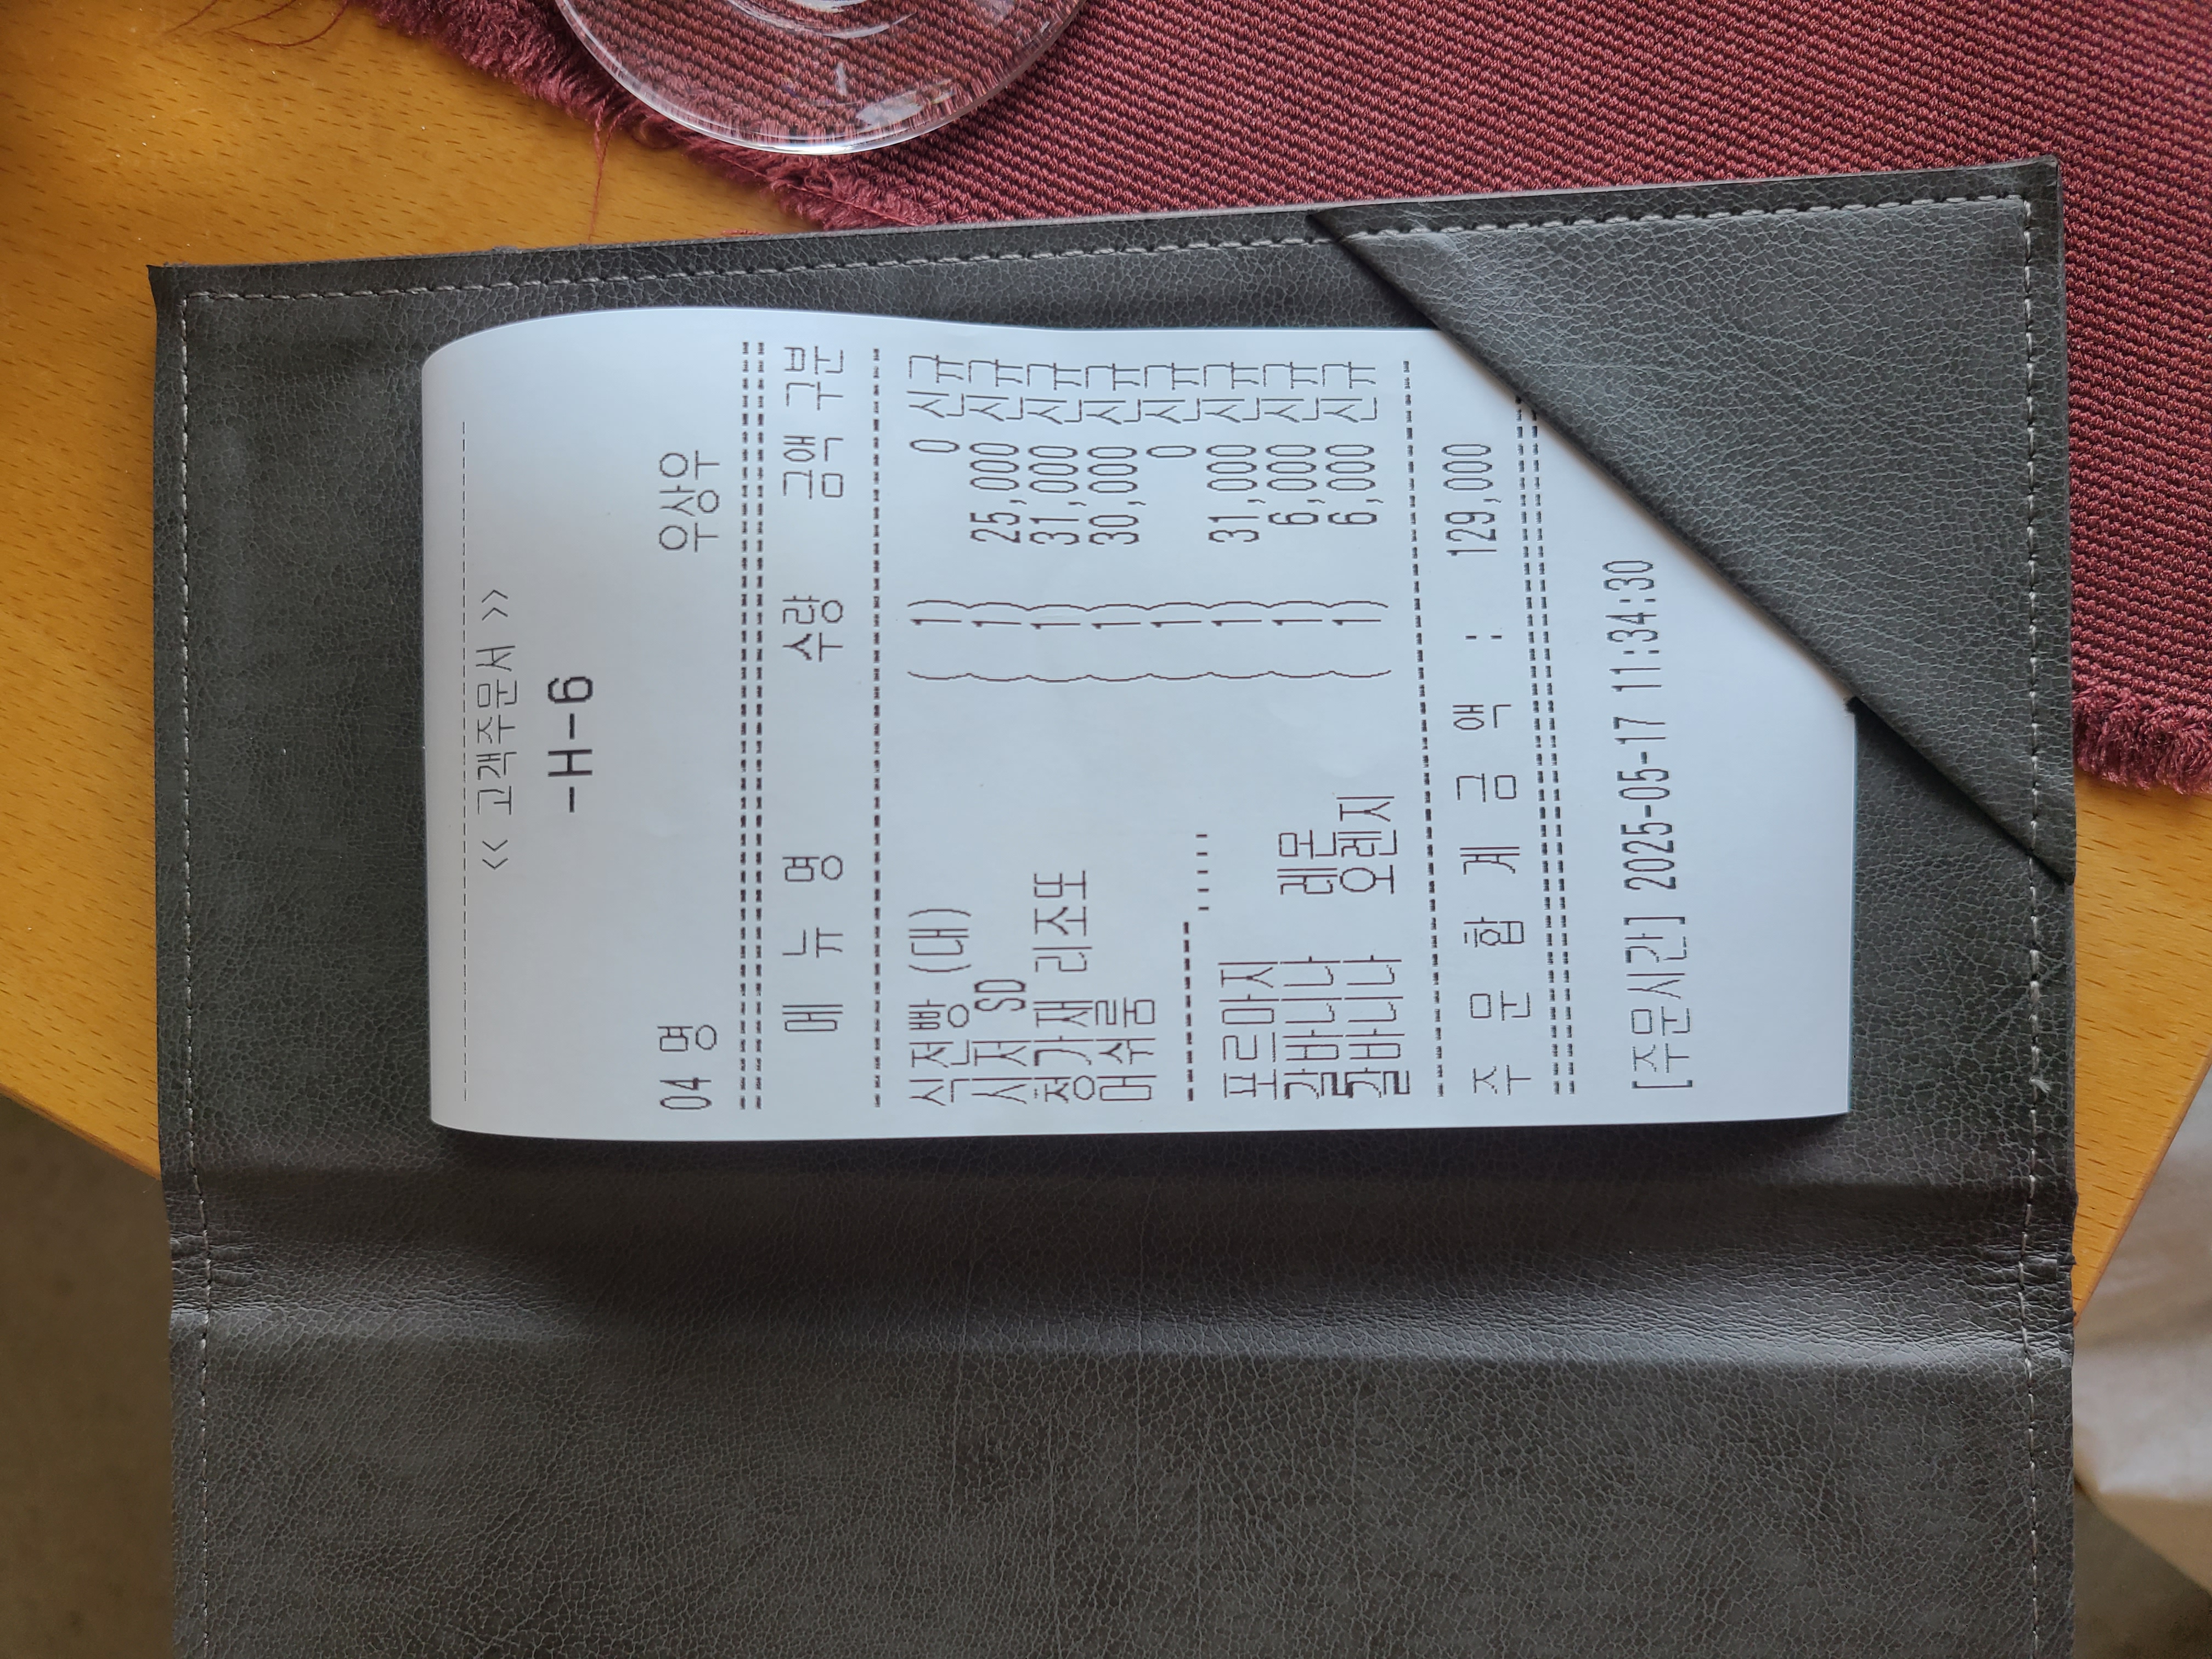 << 고객주문서 >>
-H-6
04 명 우상우
메 뉴 명 수량 금액 구분
식전빵 (대) ( 1) 0 신규
시저 SD ( 1) 25,000 신규
청가재 리조또 ( 1) 31,000 신규
머쉬룸 ( 1) 30,000 신규
------------..... ( 1) 0 신규
포르마지 ( 1) 31,000 신규
갈바니나 레몬 ( 1) 6,000 신규
갈바니나 오렌지 ( 1) 6,000 신규
주 문 합 계 금 액 : 129,000
[주문시간] 2025-05-17 11:34:30